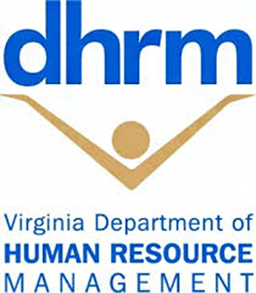 dhrm
Virginia Department of
HUMAN RESOURCE
MANAGEMENT